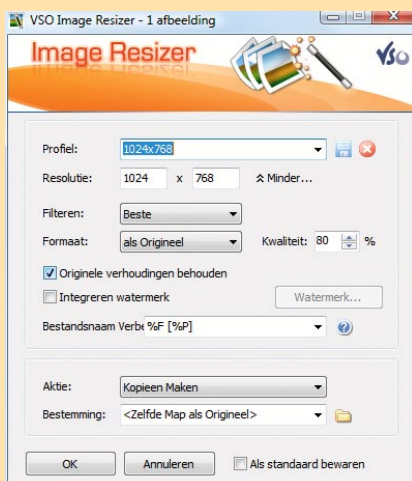 VSO Image Resizer - 1 afbeelding
Image Resizer
VSO
Profiel: 1024x768
Resolutie: 1024 x 768 Minder...
Filteren: Beste
Formaat: als Origineel Kwaliteit: 80 %
Originele verhoudingen behouden
Integreren watermerk Watermerk...
Bestandsnaam Verbe %F [%P]
Aktie: Kopieen Maken
Bestemming: <Zelfde Map als Origineel>
OK Annuleren Als standaard bewaren